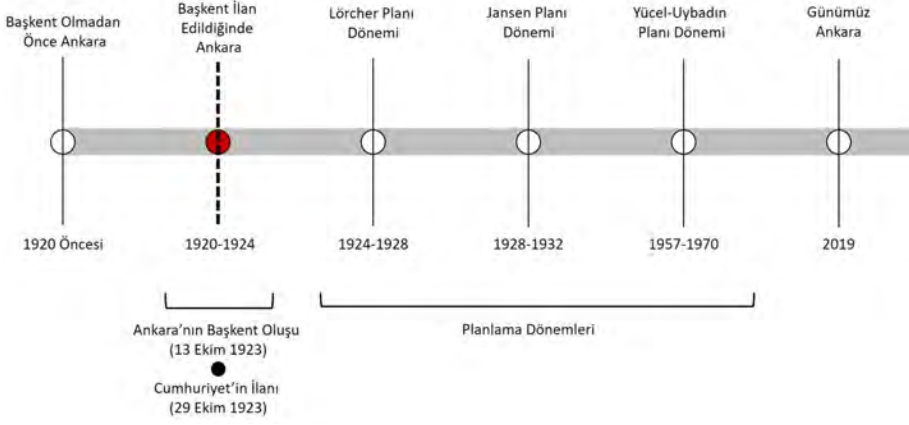 Başkent Olmadan
Önce Ankara
Başkent İlan
Edildiğinde
Ankara
Lörcher Planı
Dönemi
Jansen Planı
Dönemi
Yücel-Uybadın
Planı Dönemi
Günümüz
Ankara
1920 Öncesi
1920-1924
1924-1928
1928-1932
1957-1970
2019
Ankara'nın Başkent Oluşu
(13 Ekim 1923)
Cumhuriyet'in İlanı
(29 Ekim 1923)
Planlama Dönemleri